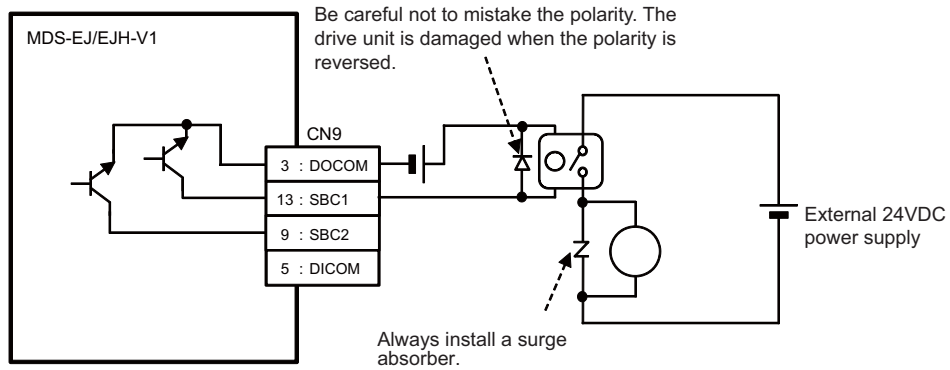 Be careful not to mistake the polarity. The
drive unit is damaged when the polarity is
reversed.
MDS-EJ/EJH-V1
CN9
3 : DOCOM
13 : SBC1
9 : SBC2
5 : DICOM
External 24VDC
power supply
Always install a surge
absorber.